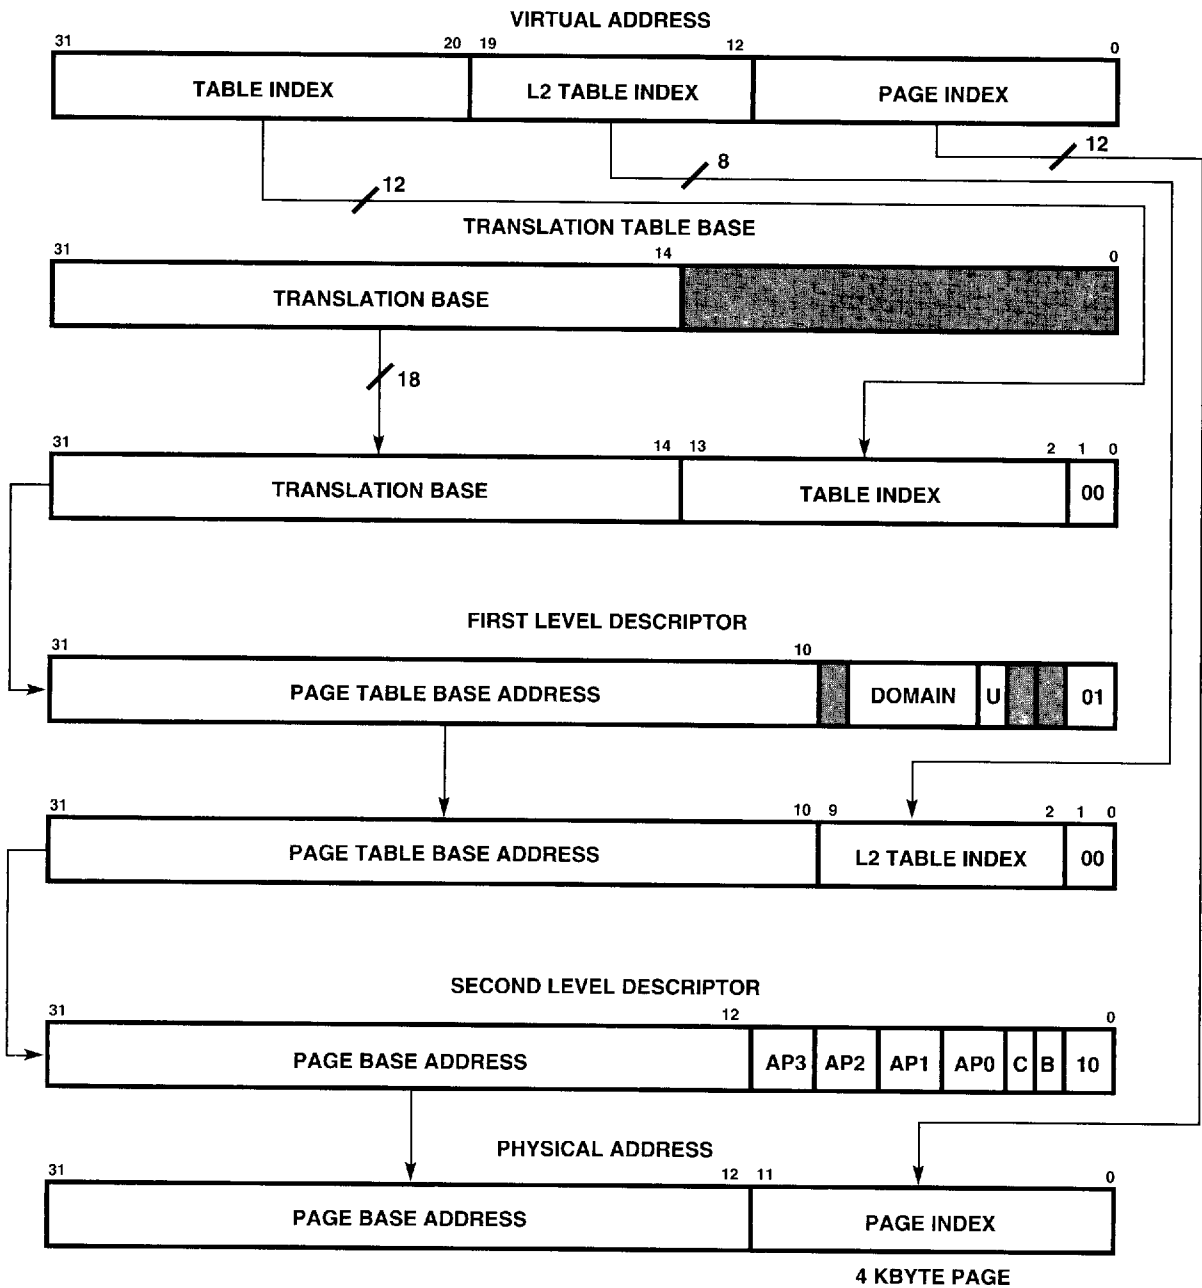 VIRTUAL ADDRESS
31 20 19 12 0
TABLE INDEX L2 TABLE INDEX PAGE INDEX
12
8
12
TRANSLATION TABLE BASE
31 14 0
TRANSLATION BASE
18
31 14 13 2 1 0
TRANSLATION BASE TABLE INDEX 00
FIRST LEVEL DESCRIPTOR
31 10
PAGE TABLE BASE ADDRESS DOMAIN U 01
31 10 9 2 1 0
PAGE TABLE BASE ADDRESS L2 TABLE INDEX 00
SECOND LEVEL DESCRIPTOR
31 12 0
PAGE BASE ADDRESS AP3 AP2 AP1 AP0 C B 10
PHYSICAL ADDRESS
31 12 11 0
PAGE BASE ADDRESS PAGE INDEX
4 KBYTE PAGE